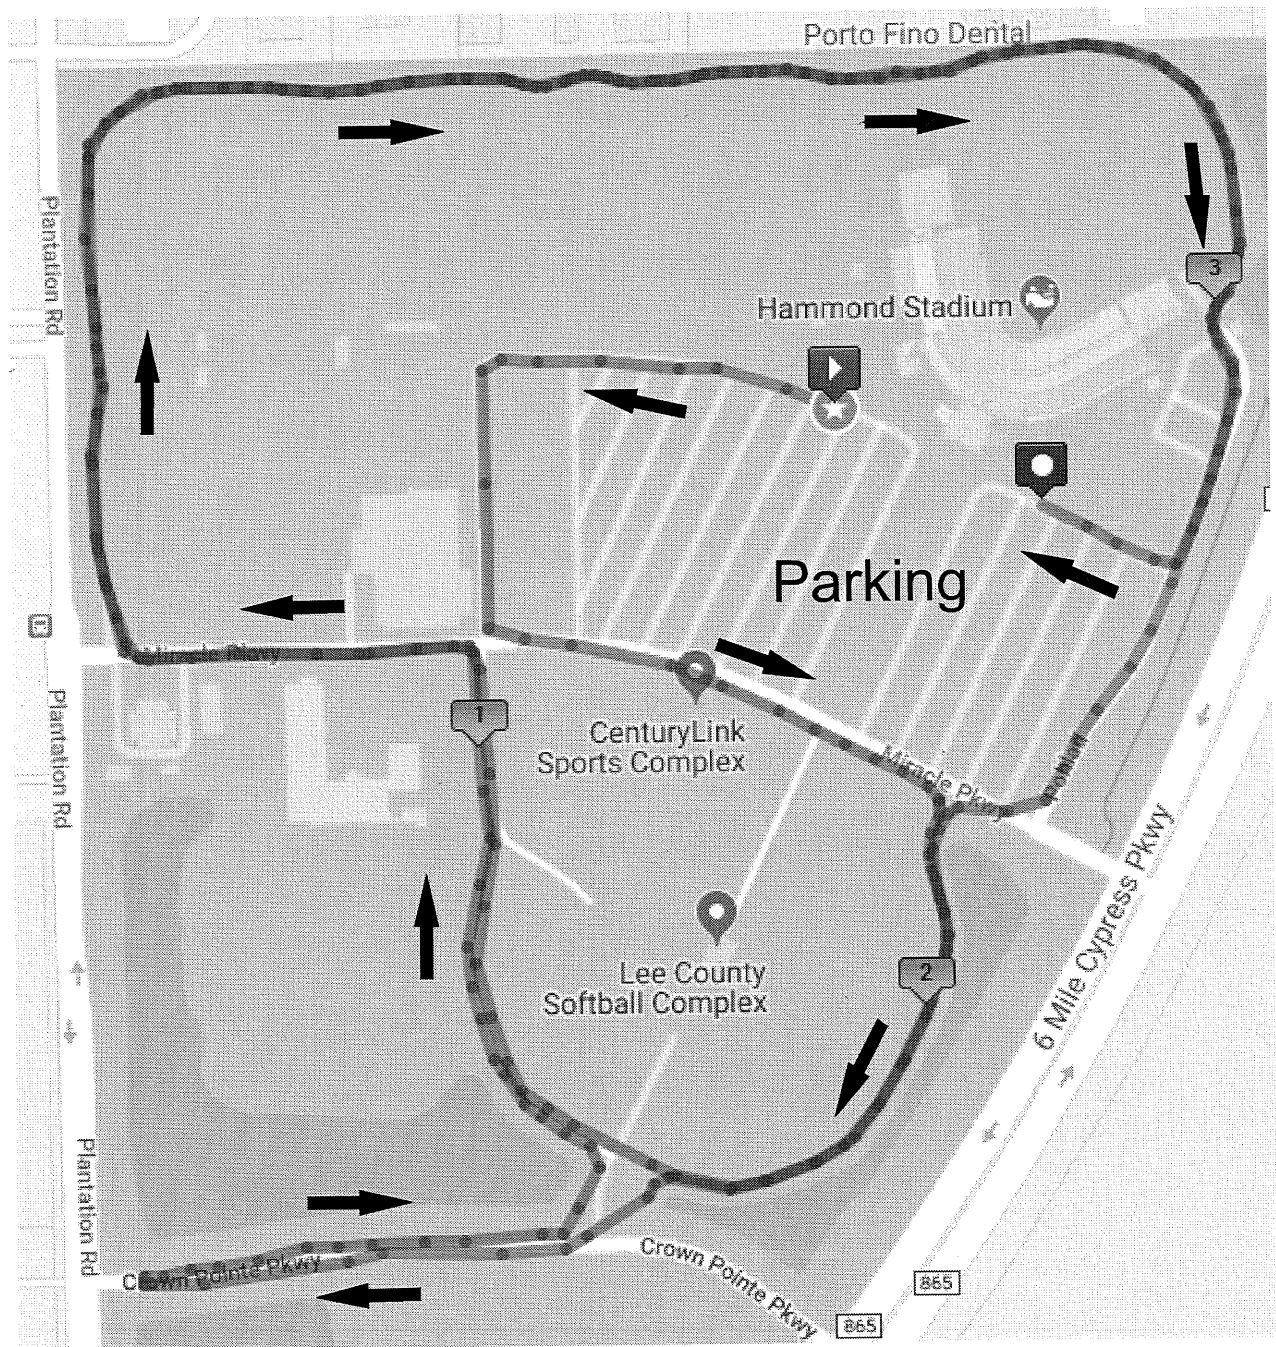 Porto Fino Dental
Plantation Rd
3
Hammond Stadium
Parking
Miracle Pkwy
Plantation Rd
1
CenturyLink
Sports Complex
Miracle Pkwy
6 Mile Cypress Pkwy
Lee County
Softball Complex
2
Plantation Rd
Crown Pointe Pkwy
Crown Pointe Pkwy
865
865